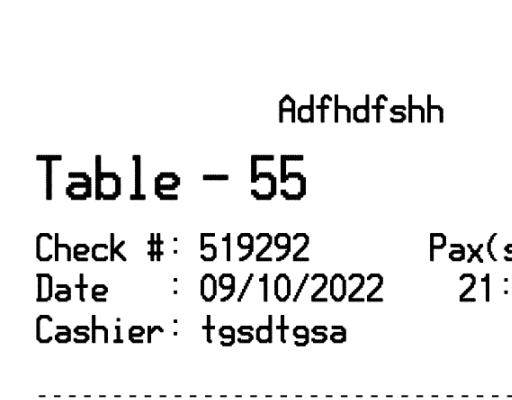 Adfhdfshh
Table - 55
Check #: 519292 Pax(s
Date : 09/10/2022 21:
Cashier: tgsdtgsa